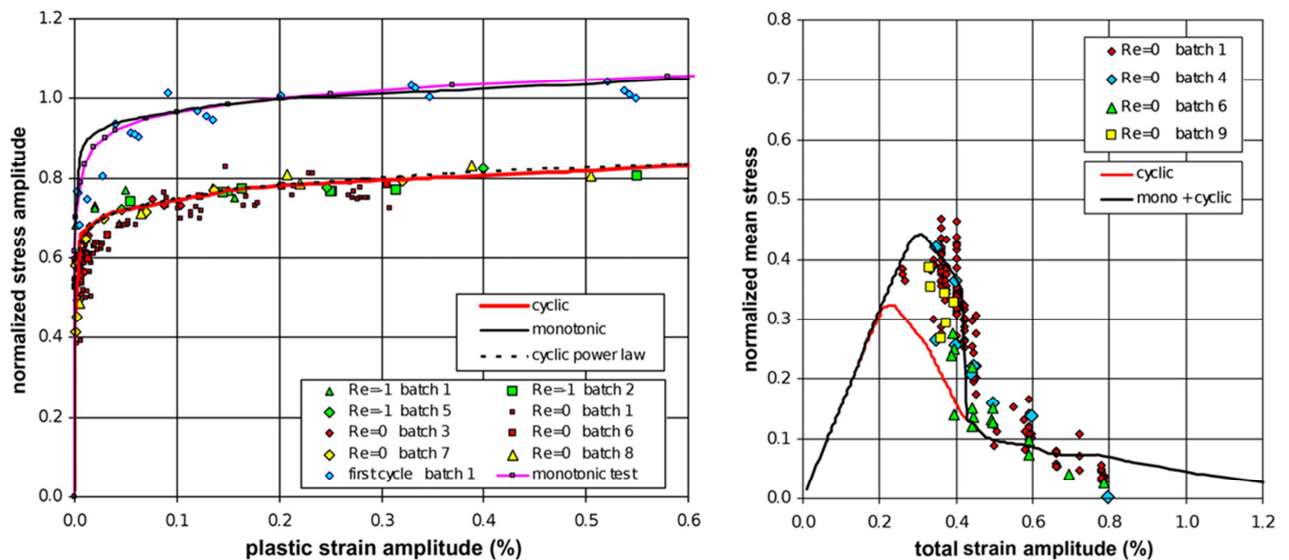 normalized stress amplitude
1.2
1.0
0.8
0.6
0.4
0.2
0.0
0.0 0.1 0.2 0.3 0.4 0.5 0.6
plastic strain amplitude (%)
cyclic
monotonic
cyclic power law
Re=-1 batch 1
Re=-1 batch 2
Re=-1 batch 5
Re=0 batch 1
Re=0 batch 3
Re=0 batch 6
Re=0 batch 7
Re=0 batch 8
first cycle batch 1
monotonic test
normalized mean stress
0.8
0.7
0.6
0.5
0.4
0.3
0.2
0.1
0.0
0.0 0.2 0.4 0.6 0.8 1.0 1.2
total strain amplitude (%)
Re=0 batch 1
Re=0 batch 4
Re=0 batch 6
Re=0 batch 9
cyclic
mono +cyclic